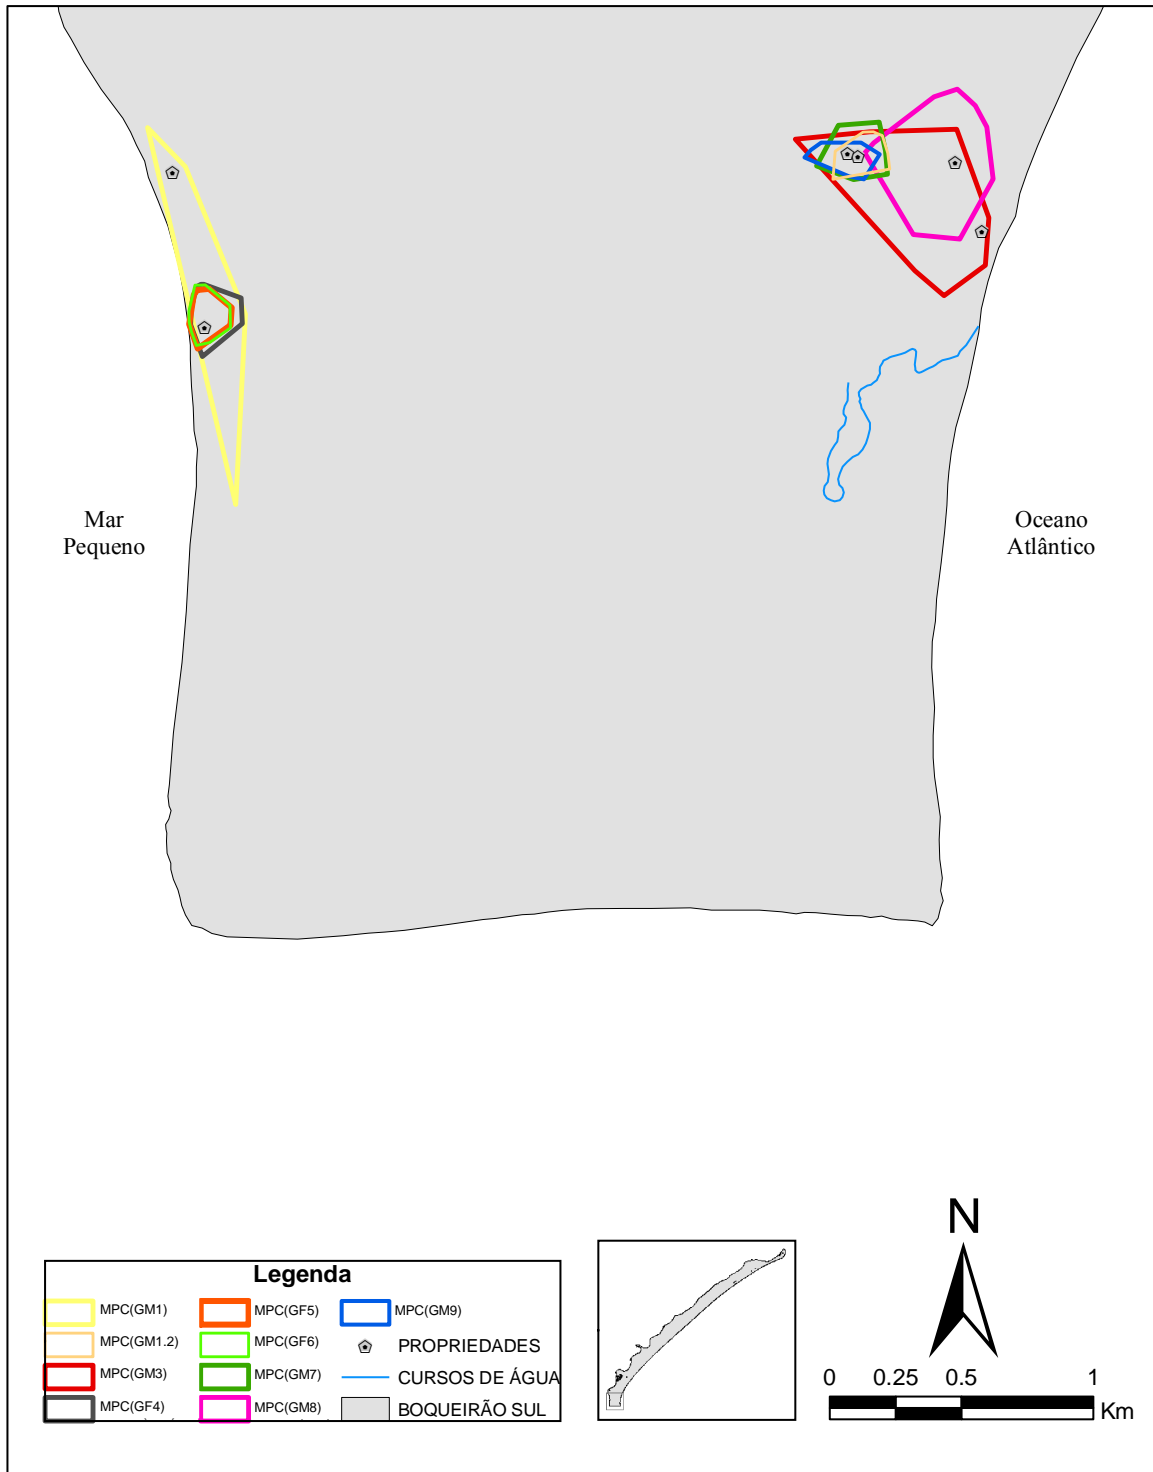 Mar
Pequeno
Oceano
Atlântico
Legenda
MPC(GM1)
MPC(GM1.2)
MPC(GM3)
MPC(GF4)
MPC(GF5)
MPC(GF6)
MPC(GM7)
MPC(GM8)
MPC(GM9)
PROPRIEDADES
CURSOS DE ÁGUA
BOQUEIRÃO SUL
N
0 0.25 0.5 1
Km